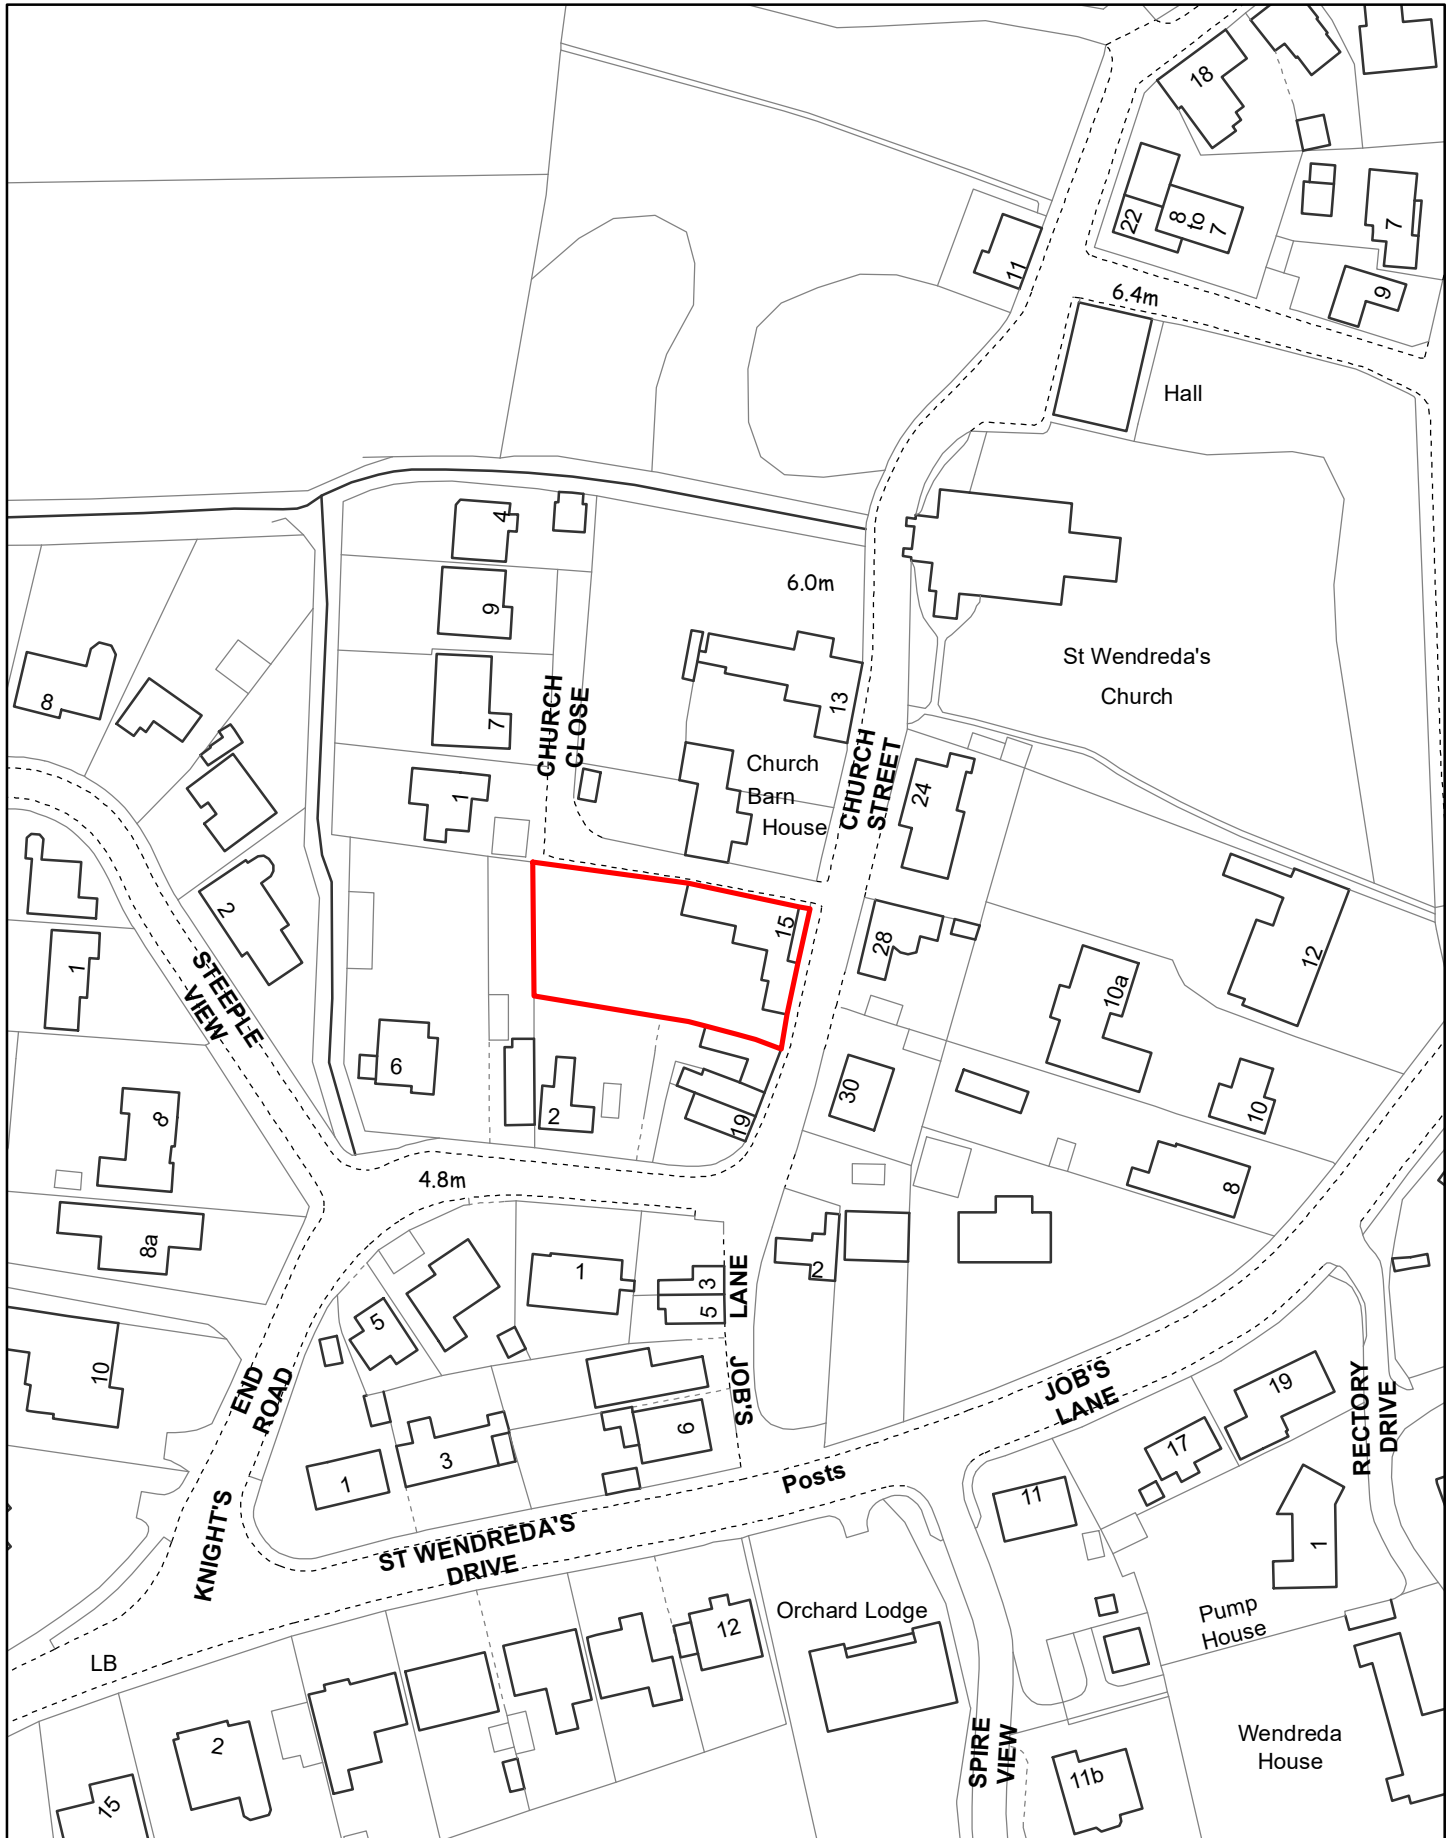 18
22
8
to
7
7
9
11
6.4m
Hall
4
9
7
1
6.0m
CHURCH
CLOSE
13
Church
Barn
House
CHURCH
STREET
St Wendreda's
Church
24
28
15
12
10a
10
8
8
2
1
STEEPLE
VIEW
6
2
19
30
8
8a
10
4.8m
5
1
3
5
2
LANE
JOB'S
END
ROAD
KNIGHT'S
1
3
6
ST WENDREDA'S
DRIVE
Posts
JOB'S
LANE
19
17
11
RECTORY
DRIVE
1
Pump
House
Orchard Lodge
12
LB
2
15
SPIRE
VIEW
11b
Wendreda
House